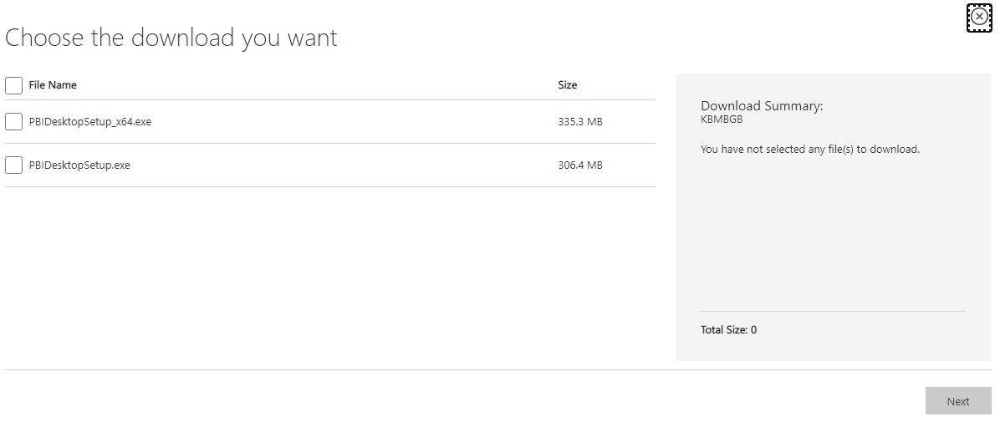 Choose the download you want
File Name Size
PBIDesktopSetup_x64.exe 335.3 MB
PBIDesktopSetup.exe 306.4 MB
Download Summary:
KBMBGB
You have not selected any file(s) to download.
Total Size: 0
Next